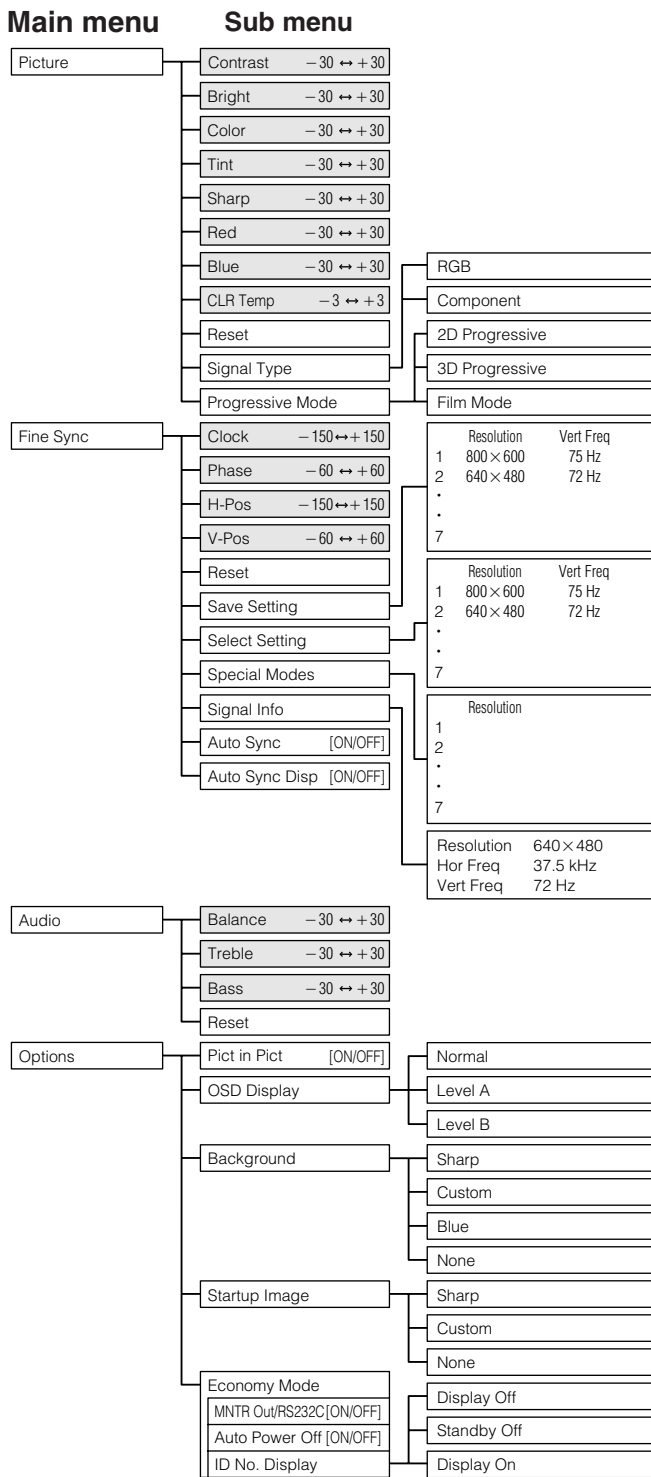 Main menu Sub menu
Picture
Contrast −30 ↔ +30
Bright −30 ↔ +30
Color −30 ↔ +30
Tint −30 ↔ +30
Sharp −30 ↔ +30
Red −30 ↔ +30
Blue −30 ↔ +30
CLR Temp −3 ↔ +3
Reset
Signal Type
RGB
Component
Progressive Mode
2D Progressive
3D Progressive
Film Mode
Fine Sync
Clock −150↔+150
Phase −60 ↔ +60
H-Pos −150↔+150
V-Pos −60 ↔ +60
Reset
Save Setting
Resolution Vert Freq
1 800×600 75 Hz
2 640×480 72 Hz
•
•
7
Select Setting
Resolution Vert Freq
1 800×600 75 Hz
2 640×480 72 Hz
•
•
7
Special Modes
Resolution
1
2
•
•
7
Signal Info
Resolution 640×480
Hor Freq 37.5 kHz
Vert Freq 72 Hz
Auto Sync [ON/OFF]
Auto Sync Disp [ON/OFF]
Audio
Balance −30 ↔ +30
Treble −30 ↔ +30
Bass −30 ↔ +30
Reset
Options
Pict in Pict [ON/OFF]
OSD Display
Normal
Level A
Level B
Background
Sharp
Custom
Blue
None
Startup Image
Sharp
Custom
None
Economy Mode
MNTR Out/RS232C[ON/OFF]
Auto Power Off [ON/OFF]
ID No. Display
Display Off
Standby Off
Display On